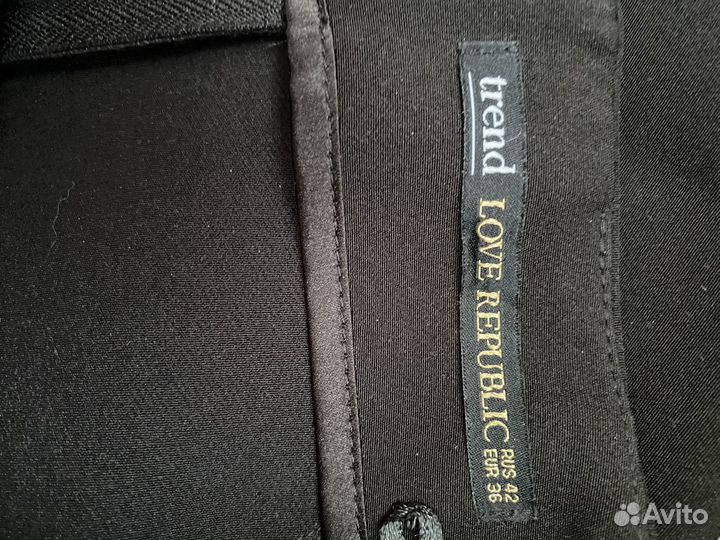 trend
LOVE REPUBLIC
RUS 42
EUR 36
Avito